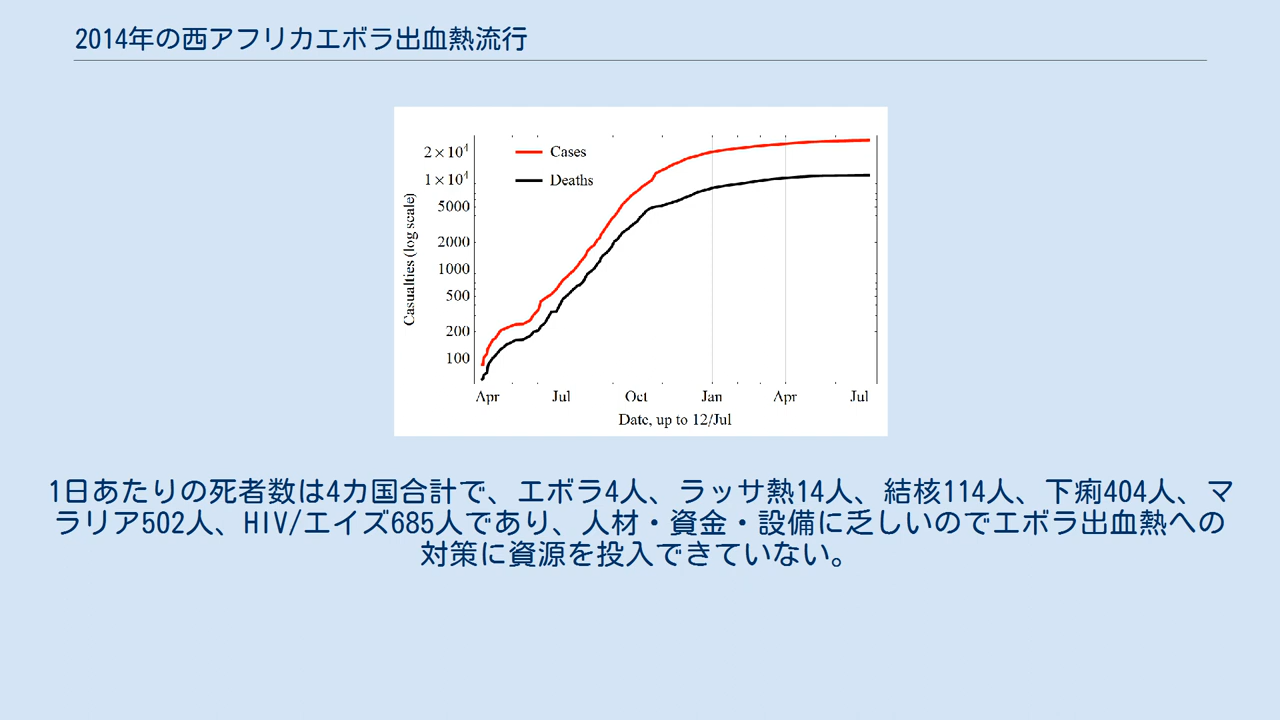 2014年の西アフリカエボラ出血熱流行
Cases
Deaths
2×10⁴
1×10⁴
5000
2000
1000
500
200
100
Casualties (log scale)
Apr Jul Oct Jan Apr Jul
Date, up to 12/Jul
1日あたりの死者数は4カ国合計で、エボラ4人、ラッサ熱14人、結核114人、下痢404人、マ
ラリア502人、HIV/エイズ685人であり、人材・資金・設備に乏しいのでエボラ出血熱への
対策に資源を投入できていない。